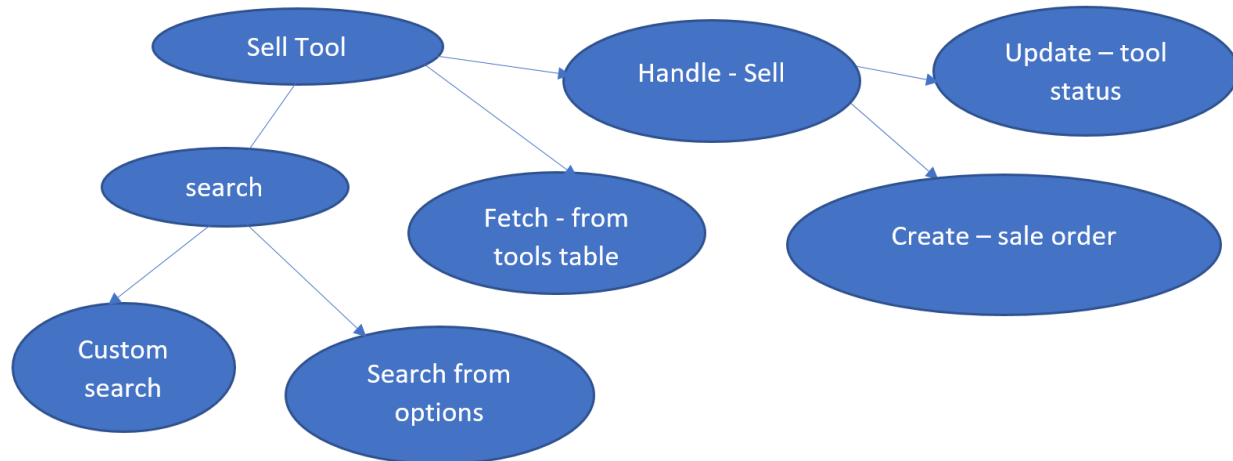 Sell Tool
Handle - Sell
Update – tool
status
search
Fetch - from
tools table
Create – sale order
Custom
search
Search from
options